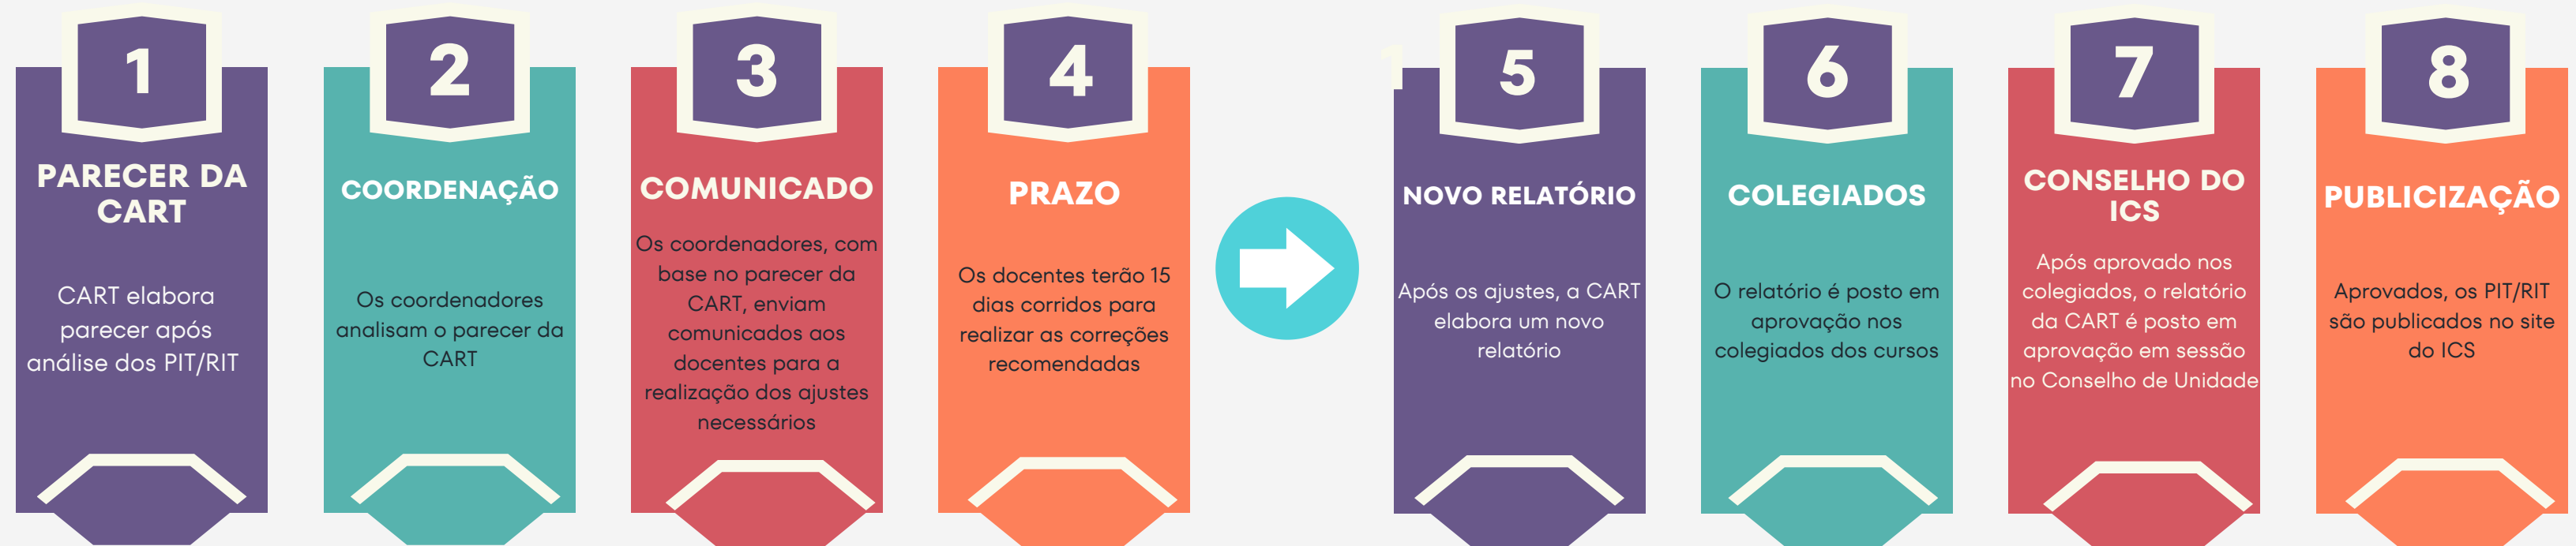 1
PARECER DA
CART
CART elabora
parecer após
análise dos PIT/RIT
2
COORDENAÇÃO
Os coordenadores
analisam o parecer da
CART
3
COMUNICADO
Os coordenadores, com
base no parecer da
CART, enviam
comunicados aos
docentes para a
realização dos ajustes
necessários
4
PRAZO
Os docentes terão 15
dias corridos para
realizar as correções
recomendadas
1
5
NOVO RELATÓRIO
Após os ajustes, a CART
elabora um novo
relatório
6
COLEGIADOS
O relatório é posto em
aprovação nos
colegiados dos cursos
7
CONSELHO DO
ICS
Após aprovado nos
colegiados, o relatório
da CART é posto em
aprovação em sessão
no Conselho de Unidade
8
PUBLICIZAÇÃO
Aprovados, os PIT/RIT
são publicados no site
do ICS